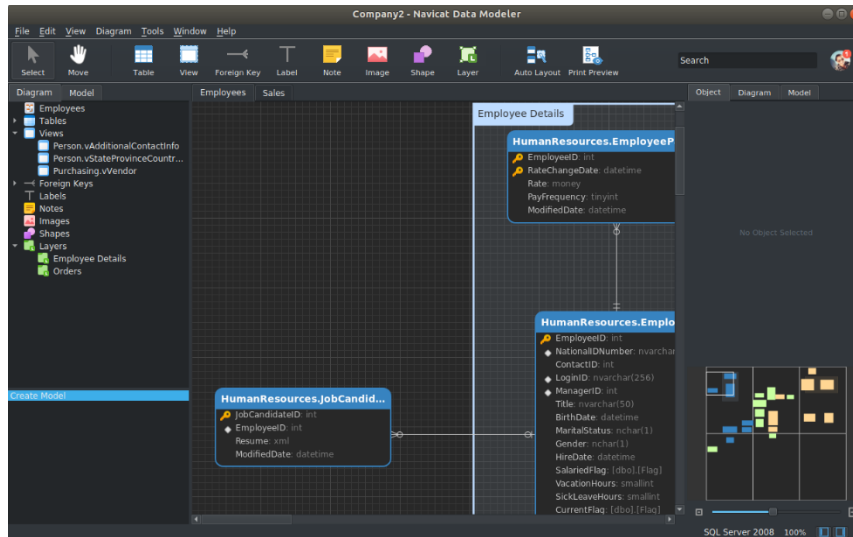 Company2 - Navicat Data Modeler
File Edit View Diagram Tools Window Help
Select Move Table View Foreign Key Label Note Image Shape Layer Auto Layout Print Preview
Search
Diagram Model
Employees Sales
Object Diagram Model
Employees
Tables
Views
Person.vAdditionalContactInfo
Person.vStateProvinceCountr...
Purchasing.vVendor
Foreign Keys
Labels
Notes
Images
Shapes
Layers
Employee Details
Orders
Create Model
Employee Details
HumanResources.EmployeeP
EmployeeID: int
RateChangeDate: datetime
Rate: money
PayFrequency: tinyint
ModifiedDate: datetime
HumanResources.Emplo
EmployeeID: int
NationalIDNumber: nvarchar
ContactID: int
LoginID: nvarchar(256)
ManagerID: int
Title: nvarchar(50)
BirthDate: datetime
MaritalStatus: nchar(1)
Gender: nchar(1)
HireDate: datetime
SalariedFlag: [dbo].[Flag]
VacationHours: smallint
SickLeaveHours: smallint
CurrentFlag: [dbo].[Flag]
HumanResources.JobCandid...
JobCandidateID: int
EmployeeID: int
Resume: xml
ModifiedDate: datetime
No Object Selected
SQL Server 2008 100%